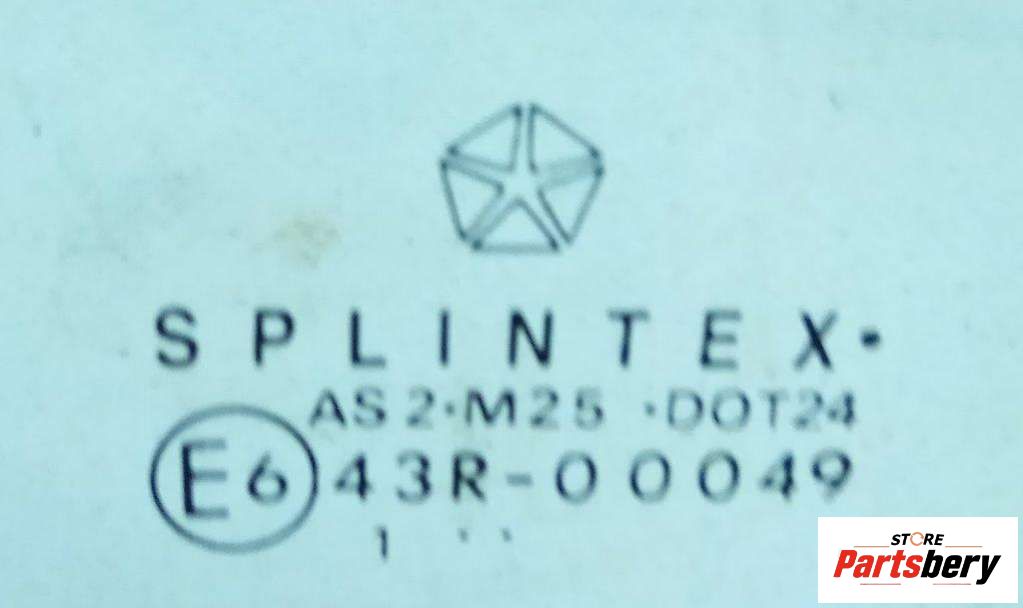 SPLINTEX•
AS2•M25 •DOT24
E6 43R-00049
1 ''
STORE
Partsbery